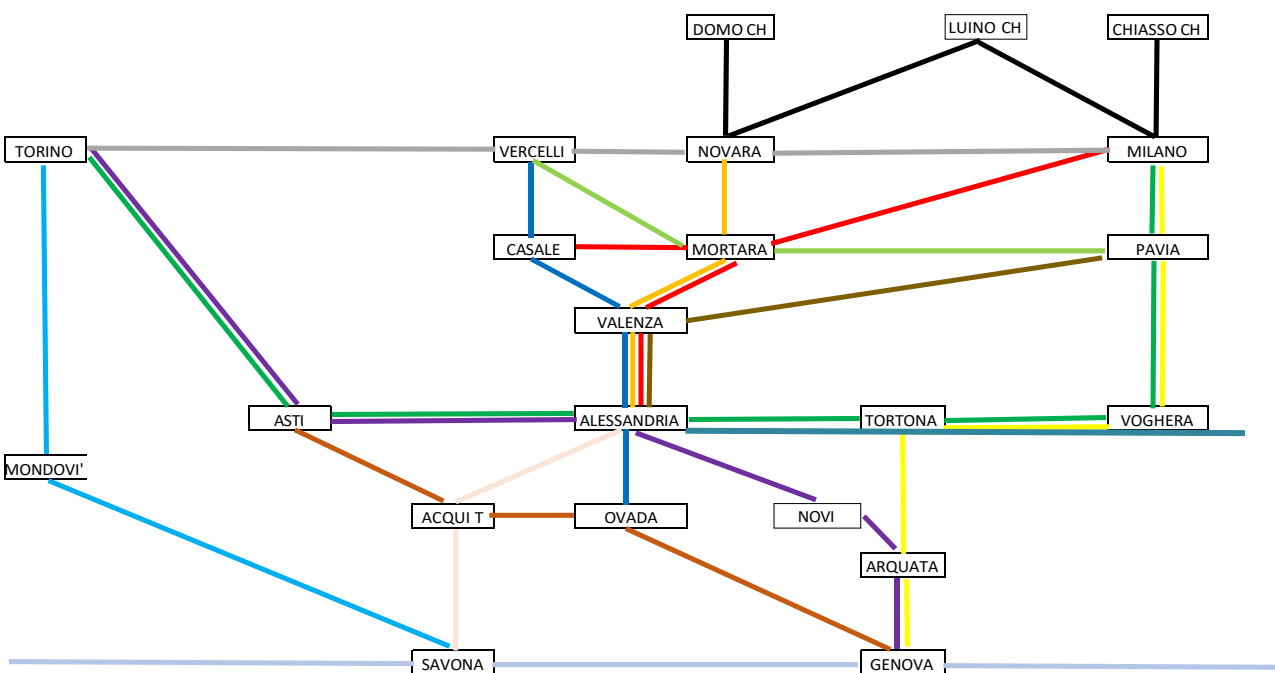 DOMO CH
LUINO CH
CHIASSO CH
TORINO
VERCELLI
NOVARA
MILANO
CASALE
MORTARA
PAVIA
VALENZA
ASTI
ALESSANDRIA
TORTONA
VOGHERA
MONDOVI'
ACQUI T
OVADA
NOVI
ARQUATA
SAVONA
GENOVA